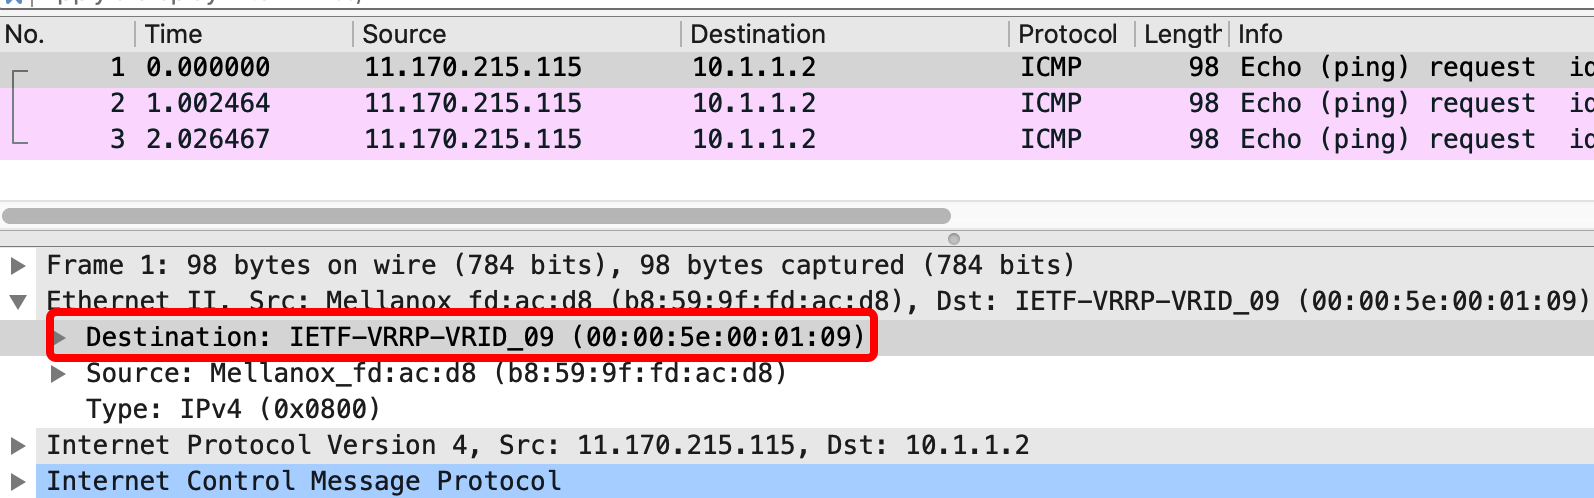 No. Time Source Destination Protocol Length Info
1 0.000000 11.170.215.115 10.1.1.2 ICMP 98 Echo (ping) request id
2 1.002464 11.170.215.115 10.1.1.2 ICMP 98 Echo (ping) request id
3 2.026467 11.170.215.115 10.1.1.2 ICMP 98 Echo (ping) request id
Frame 1: 98 bytes on wire (784 bits), 98 bytes captured (784 bits)
Ethernet II, Src: Mellanox_fd:ac:d8 (b8:59:9f:fd:ac:d8), Dst: IETF-VRRP-VRID_09 (00:00:5e:00:01:09)
Destination: IETF-VRRP-VRID_09 (00:00:5e:00:01:09)
Source: Mellanox_fd:ac:d8 (b8:59:9f:fd:ac:d8)
Type: IPv4 (0x0800)
Internet Protocol Version 4, Src: 11.170.215.115, Dst: 10.1.1.2
Internet Control Message Protocol